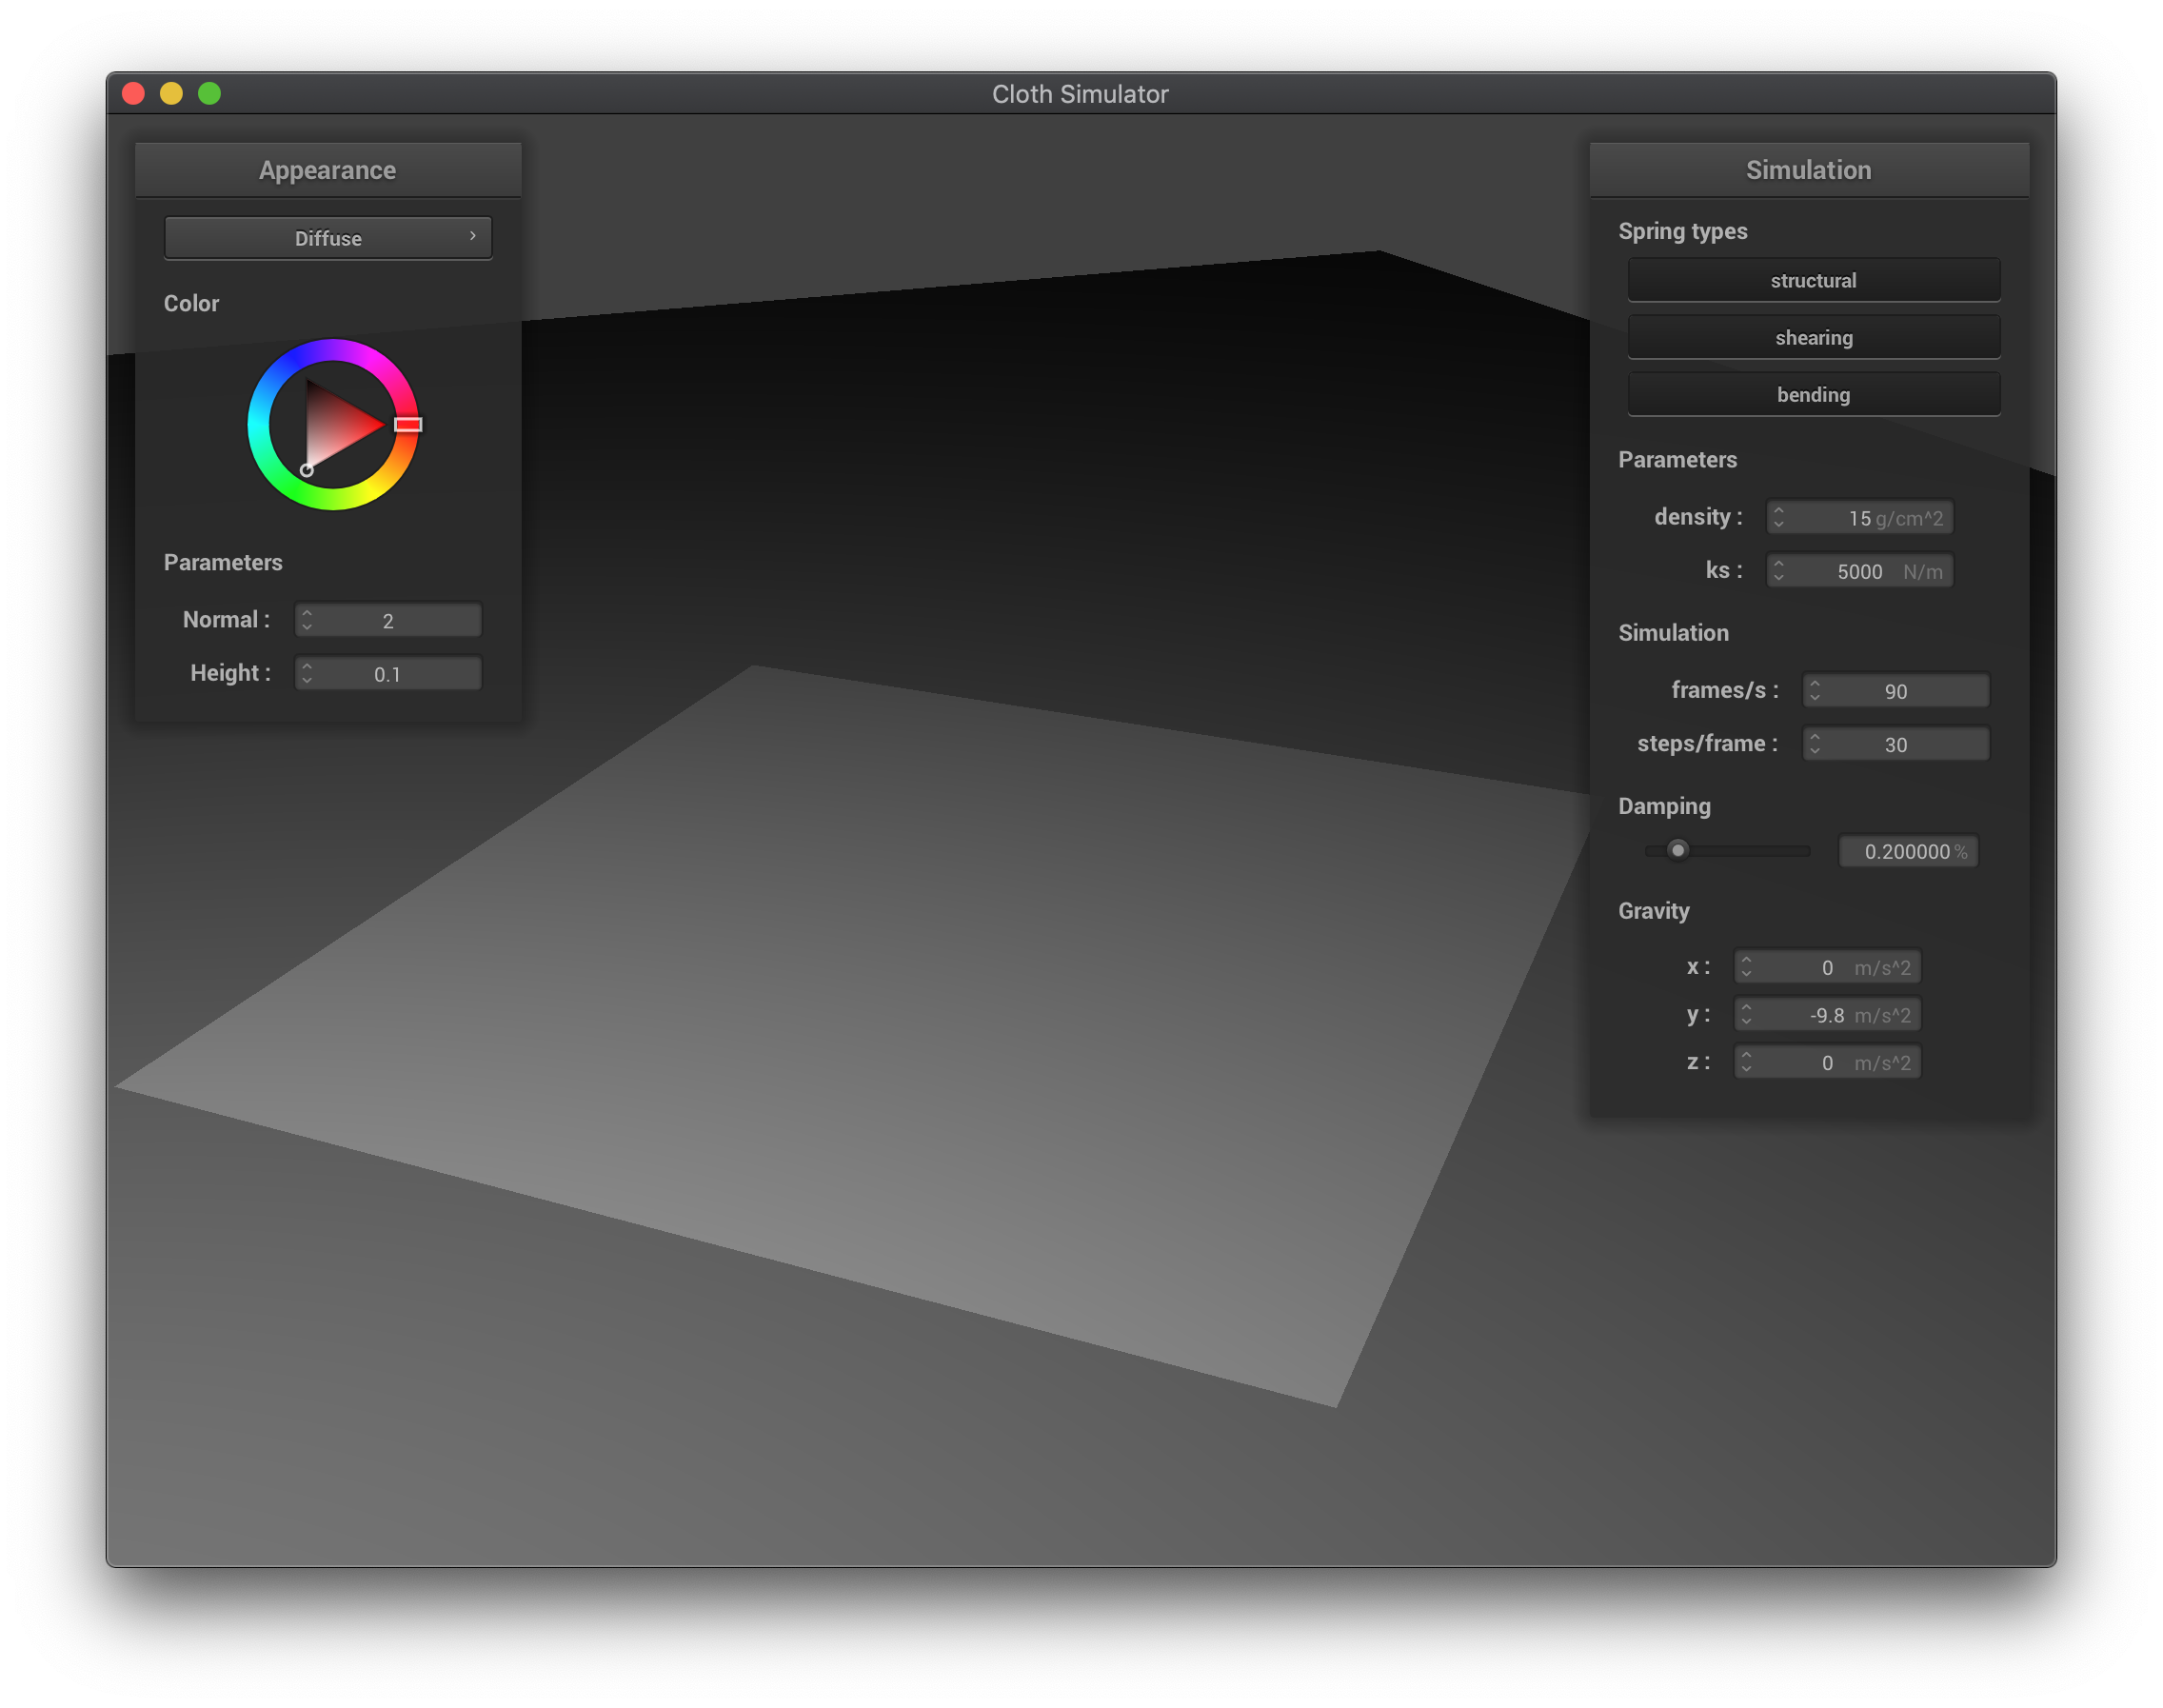 Cloth Simulator
Appearance
Diffuse
Color
Parameters
Normal : 2
Height : 0.1
Simulation
Spring types
structural
shearing
bending
Parameters
density : 15 g/cm^2
ks : 5000 N/m
Simulation
frames/s : 90
steps/frame : 30
Damping
0.200000 %
Gravity
x : 0 m/s^2
y : -9.8 m/s^2
z : 0 m/s^2